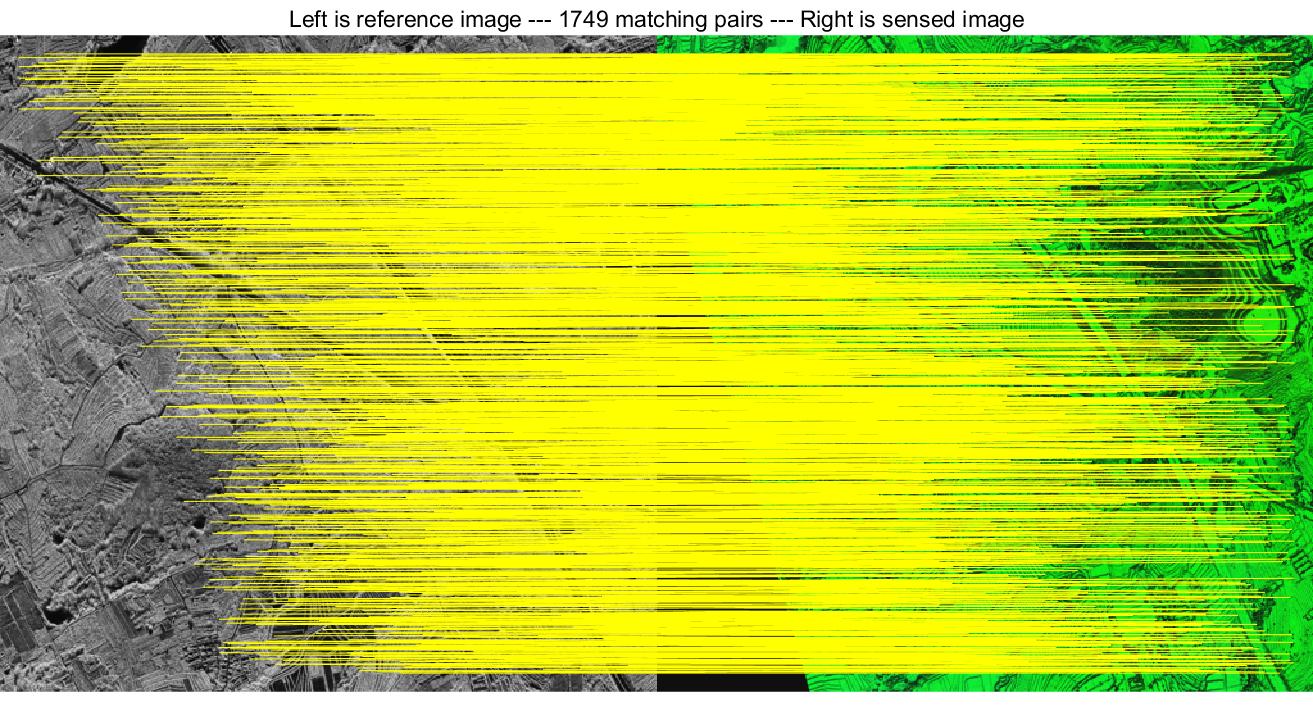 Left is reference image --- 1749 matching pairs --- Right is sensed image